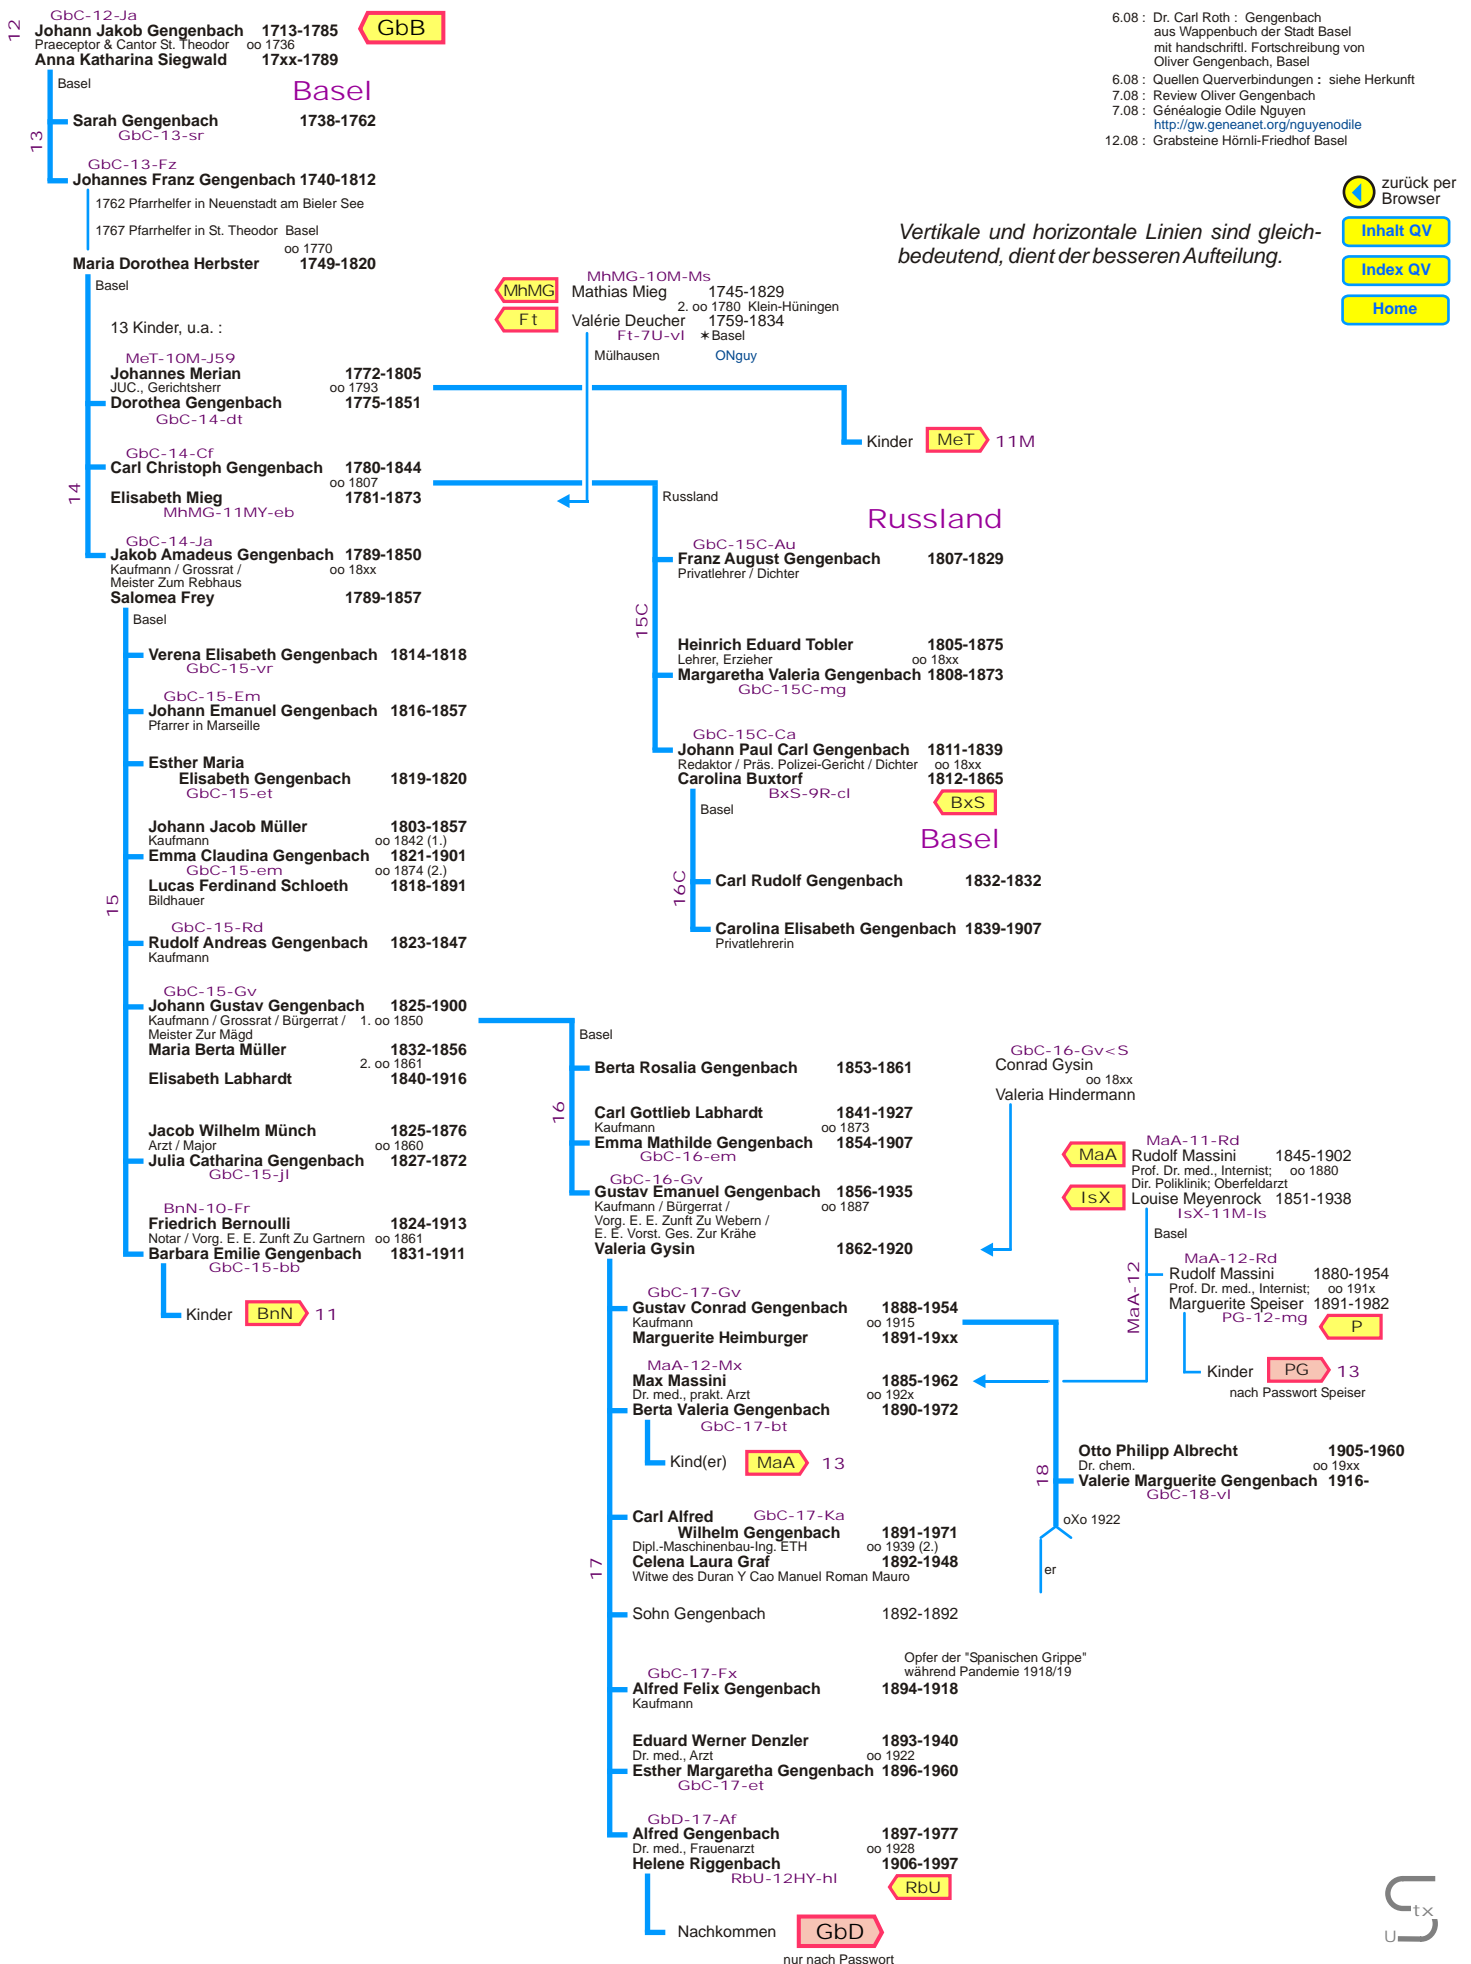 GbC-12-Ja
12
Johann Jakob Gengenbach 1713-1785
GbB
Praeceptor & Cantor St. Theodor oo 1736
Anna Katharina Siegwald 17xx-1789
Basel
Basel
13
Sarah Gengenbach 1738-1762
GbC-13-sr
GbC-13-Fz
Johannes Franz Gengenbach 1740-1812
1762 Pfarrhelfer in Neuenstadt am Bieler See
1767 Pfarrhelfer in St. Theodor Basel
oo 1770
Maria Dorothea Herbster 1749-1820
Basel
13 Kinder, u.a. :
MeT-10M-J59
Johannes Merian 1772-1805
JUC., Gerichtsherr oo 1793
Dorothea Gengenbach 1775-1851
GbC-14-dt
14
GbC-14-Cf
Carl Christoph Gengenbach 1780-1844
oo 1807
Elisabeth Mieg 1781-1873
MhMG-11MY-eb
GbC-14-Ja
Jakob Amadeus Gengenbach 1789-1850
Kaufmann / Grossrat / oo 18xx
Meister Zum Rebhaus
Salomea Frey 1789-1857
Basel
Verena Elisabeth Gengenbach 1814-1818
GbC-15-vr
GbC-15-Em
Johann Emanuel Gengenbach 1816-1857
Pfarrer in Marseille
Esther Maria
Elisabeth Gengenbach 1819-1820
GbC-15-et
Johann Jacob Müller 1803-1857
Kaufmann oo 1842 (1.)
Emma Claudina Gengenbach 1821-1901
GbC-15-em oo 1874 (2.)
Lucas Ferdinand Schloeth 1818-1891
Bildhauer
15
GbC-15-Rd
Rudolf Andreas Gengenbach 1823-1847
Kaufmann
GbC-15-Gv
Johann Gustav Gengenbach 1825-1900
Kaufmann / Grossrat / Bürgerrat / 1. oo 1850
Meister Zur Mägd
Maria Berta Müller 1832-1856
2. oo 1861
Elisabeth Labhardt 1840-1916
Jacob Wilhelm Münch 1825-1876
Arzt / Major oo 1860
Julia Catharina Gengenbach 1827-1872
GbC-15-jl
BnN-10-Fr
Friedrich Bernoulli 1824-1913
Notar / Vorg. E. E. Zunft Zu Gartnern oo 1861
Barbara Emilie Gengenbach 1831-1911
GbC-15-bb
Kinder BnN 11
6.08 : Dr. Carl Roth : Gengenbach
aus Wappenbuch der Stadt Basel
mit handschriftl. Fortschreibung von
Oliver Gengenbach, Basel
6.08 : Quellen Querverbindungen : siehe Herkunft
7.08 : Review Oliver Gengenbach
7.08 : Généalogie Odile Nguyen
http://gw.geneanet.org/nguyenodile
12.08 : Grabsteine Hörnli-Friedhof Basel
zurück per
Browser
Inhalt QV
Index QV
Home
Vertikale und horizontale Linien sind gleich-
bedeutend, dient der besseren Aufteilung.
MhMG-10M-Ms
MhMG Mathias Mieg 1745-1829
2. oo 1780 Klein-Hüningen
Ft Valérie Deucher 1759-1834
Ft-7U-vl ✶Basel
Mülhausen ONguy
Kinder MeT 11M
Russland
Russland
15C
GbC-15C-Au
Franz August Gengenbach 1807-1829
Privatlehrer / Dichter
Heinrich Eduard Tobler 1805-1875
Lehrer, Erzieher oo 18xx
Margaretha Valeria Gengenbach 1808-1873
GbC-15C-mg
GbC-15C-Ca
Johann Paul Carl Gengenbach 1811-1839
Redaktor / Präs. Polizei-Gericht / Dichter oo 18xx
Carolina Buxtorf 1812-1865
BxS-9R-cl BxS
Basel
Basel
16C
Carl Rudolf Gengenbach 1832-1832
Carolina Elisabeth Gengenbach 1839-1907
Privatlehrerin
Basel
16
Berta Rosalia Gengenbach 1853-1861
Carl Gottlieb Labhardt 1841-1927
Kaufmann oo 1873
Emma Mathilde Gengenbach 1854-1907
GbC-16-em
GbC-16-Gv
Gustav Emanuel Gengenbach 1856-1935
Kaufmann / Bürgerrat / oo 1887
Vorg. E. E. Zunft Zu Webern /
E. E. Vorst. Ges. Zur Krähe
Valeria Gysin 1862-1920
GbC-16-Gv<S
Conrad Gysin
oo 18xx
Valeria Hindermann
MaA-11-Rd
MaA Rudolf Massini 1845-1902
Prof. Dr. med., Internist; oo 1880
Dir. Poliklinik; Oberfeldarzt
IsX Louise Meyenrock 1851-1938
IsX-11M-ls
Basel
MaA-12
MaA-12-Rd
Rudolf Massini 1880-1954
Prof. Dr. med., Internist; oo 191x
Marguerite Speiser 1891-1982
PG-12-mg P
Kinder PG 13
nach Passwort Speiser
GbC-17-Gv
Gustav Conrad Gengenbach 1888-1954
Kaufmann oo 1915
Marguerite Heimburger 1891-19xx
MaA-12-Mx
Max Massini 1885-1962
Dr. med., prakt. Arzt oo 192x
Berta Valeria Gengenbach 1890-1972
GbC-17-bt
Kind(er) MaA 13
18
Otto Philipp Albrecht 1905-1960
Dr. chem. oo 19xx
Valerie Marguerite Gengenbach 1916-
GbC-18-vl
oXo 1922
er
17
Carl Alfred GbC-17-Ka
Wilhelm Gengenbach 1891-1971
Dipl.-Maschinenbau-Ing. ETH oo 1939 (2.)
Celena Laura Graf 1892-1948
Witwe des Duran Y Cao Manuel Roman Mauro
Sohn Gengenbach 1892-1892
Opfer der "Spanischen Grippe"
während Pandemie 1918/19
GbC-17-Fx
Alfred Felix Gengenbach 1894-1918
Kaufmann
Eduard Werner Denzler 1893-1940
Dr. med., Arzt oo 1922
Esther Margaretha Gengenbach 1896-1960
GbC-17-et
GbD-17-Af
Alfred Gengenbach 1897-1977
Dr. med., Frauenarzt oo 1928
Helene Riggenbach 1906-1997
RbU-12HY-hl RbU
Nachkommen GbD
nur nach Passwort
S
tx
U